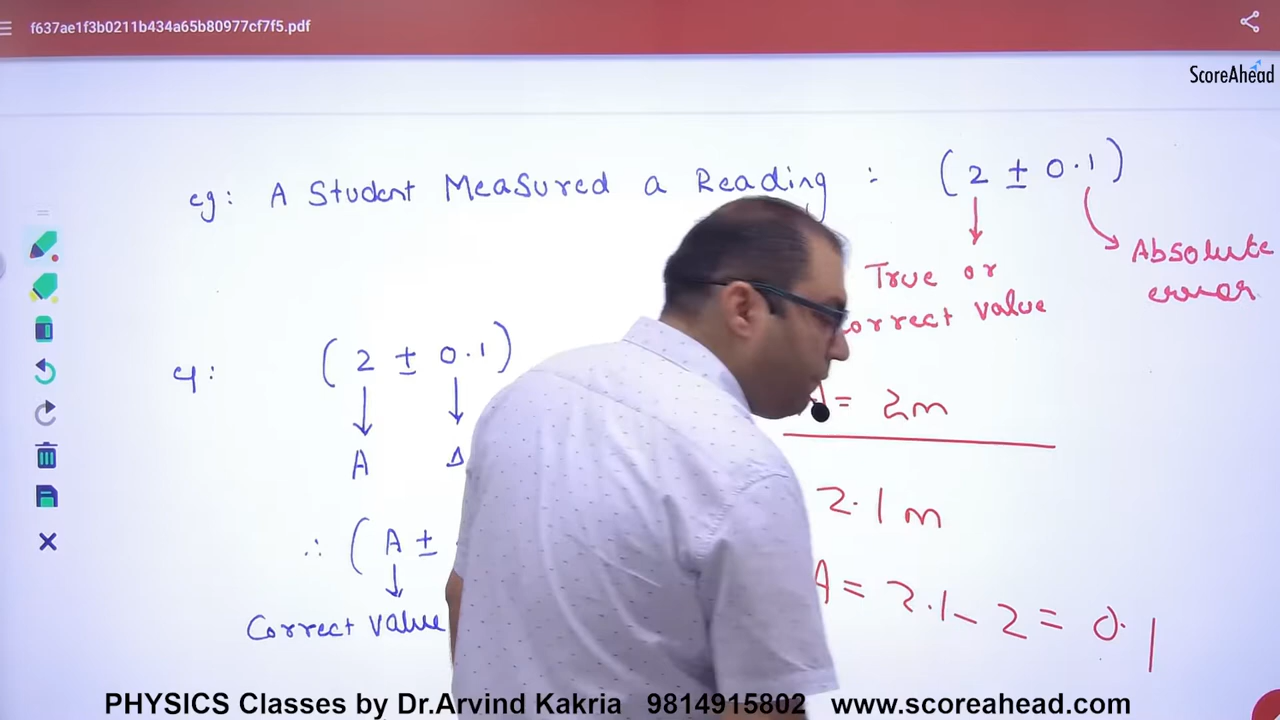 f637ae1f3b0211b434a65b80977cf7f5.pdf
ScoreAhead
eg: A Student Measured a Reading : (2 ± 0.1)
True or
correct value
Absolute
error
(2 ± 0.1)
A
Δ
A = 2m
2.1 m
∴ (A ±
A = 2.1 - 2 = 0.1
Correct value
PHYSICS Classes by Dr.Arvind Kakria 9814915802 www.scoreahead.com